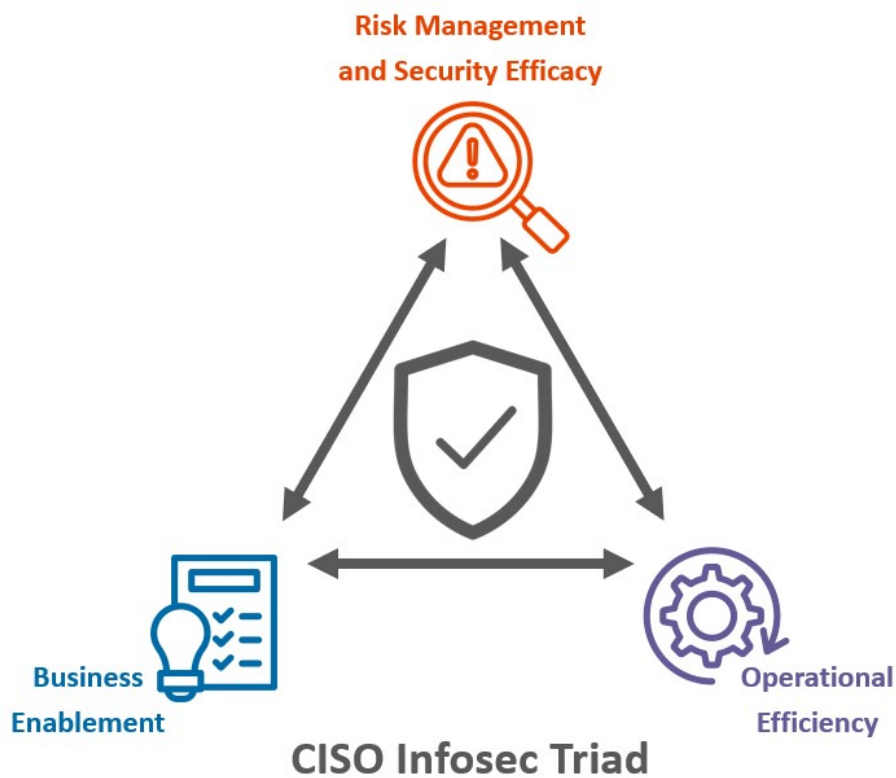 Risk Management
and Security Efficacy
Business
Enablement
Operational
Efficiency
CISO Infosec Triad